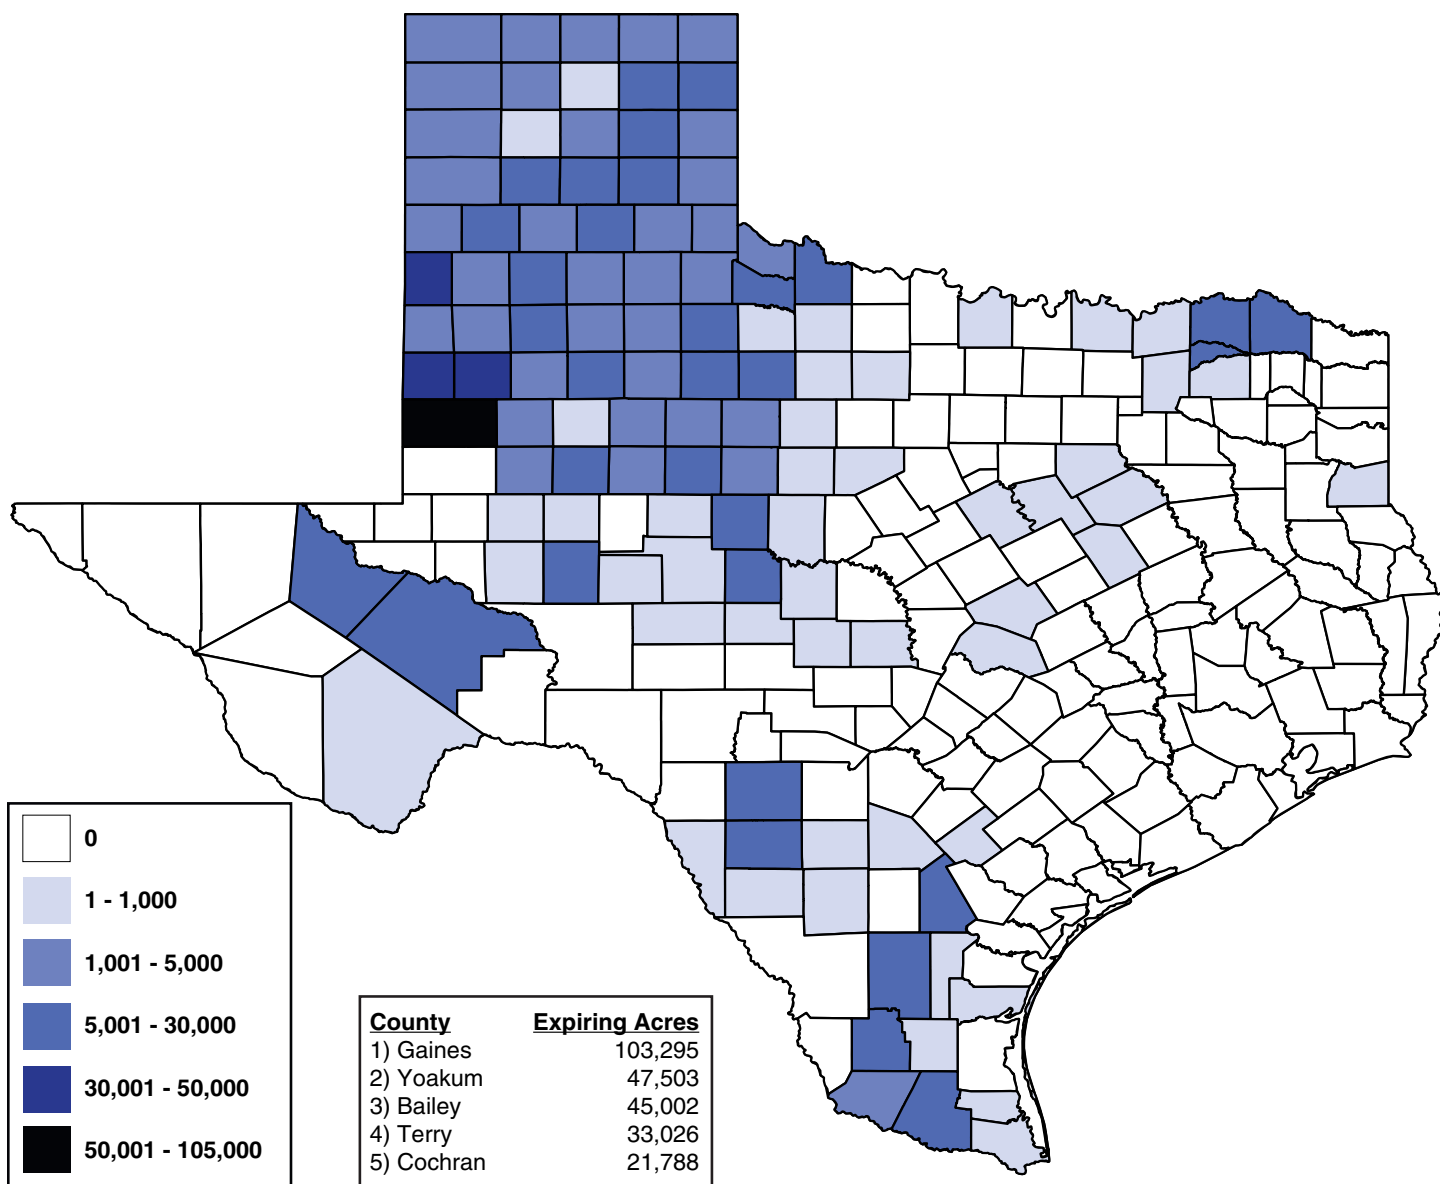 0
1 - 1,000
1,001 - 5,000
5,001 - 30,000
30,001 - 50,000
50,001 - 105,000
County Expiring Acres
1) Gaines 103,295
2) Yoakum 47,503
3) Bailey 45,002
4) Terry 33,026
5) Cochran 21,788